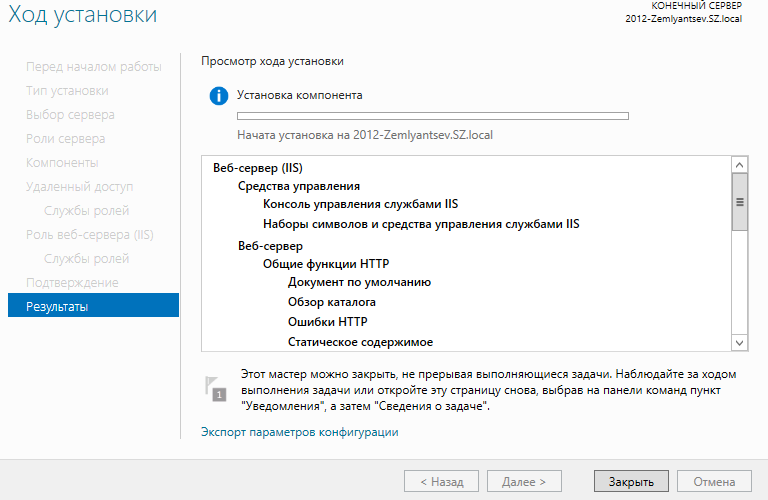 Ход установки
КОНЕЧНЫЙ СЕРВЕР
2012-Zemlyantsev.SZ.local
Перед началом работы
Тип установки
Выбор сервера
Роли сервера
Компоненты
Удаленный доступ
Службы ролей
Роль веб-сервера (IIS)
Службы ролей
Подтверждение
Результаты
Просмотр хода установки
Установка компонента
Начата установка на 2012-Zemlyantsev.SZ.local
Веб-сервер (IIS)
Средства управления
Консоль управления службами IIS
Наборы символов и средства управления службами IIS
Веб-сервер
Общие функции HTTP
Документ по умолчанию
Обзор каталога
Ошибки HTTP
Статическое содержимое
1
Этот мастер можно закрыть, не прерывая выполняющиеся задачи. Наблюдайте за ходом
выполнения задачи или откройте эту страницу снова, выбрав на панели команд пункт
"Уведомления", а затем "Сведения о задаче".
Экспорт параметров конфигурации
< Назад
Далее >
Закрыть
Отмена